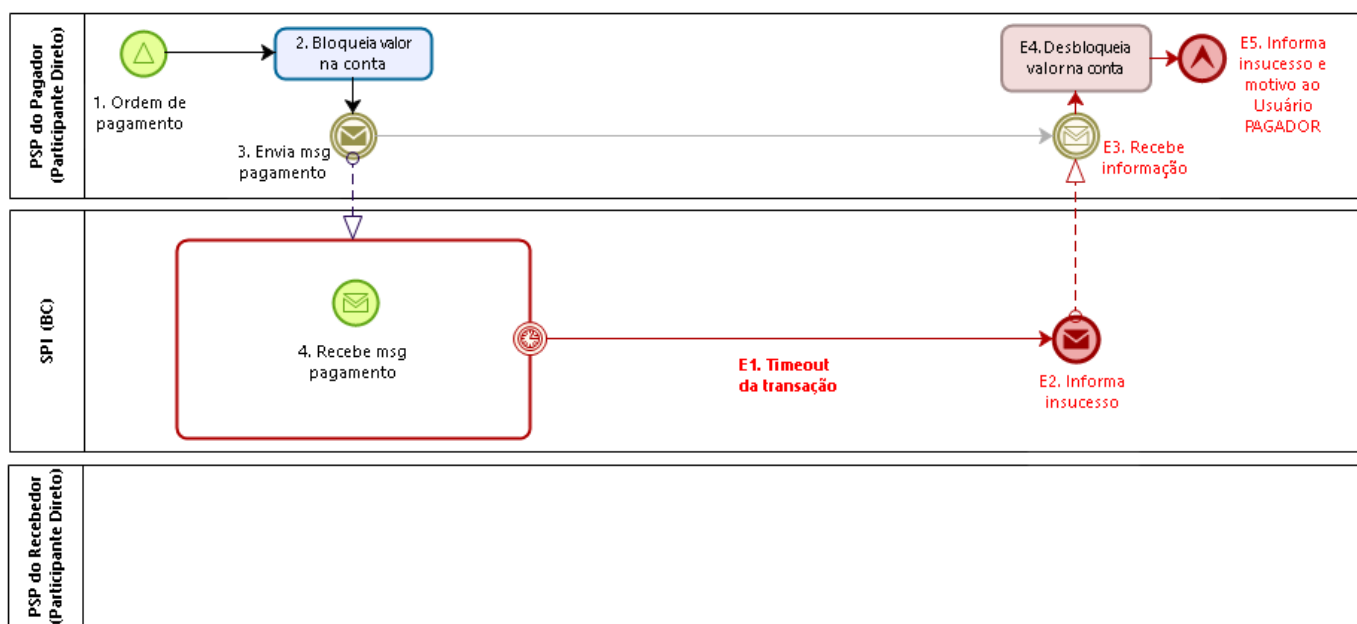 PSP do Pagador
(Participante Direto)
1. Ordem de
pagamento
2. Bloqueia valor
na conta
3. Envia msg
pagamento
E4. Desbloqueia
valor na conta
E5. Informa
insucesso e
motivo ao
Usuário
PAGADOR
E3. Recebe
informação
SPI (BC)
4. Recebe msg
pagamento
E1. Timeout
da transação
E2. Informa
insucesso
PSP do Recebedor
(Participante Direto)